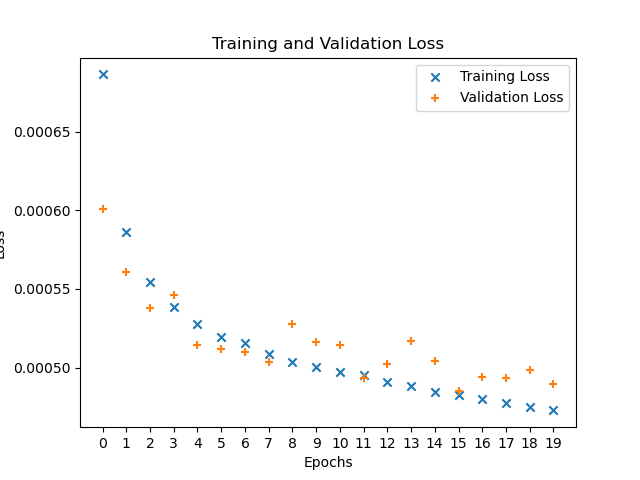 Training and Validation Loss
Training Loss
Validation Loss
0.00065
0.00060
0.00055
0.00050
Loss
0 1 2 3 4 5 6 7 8 9 10 11 12 13 14 15 16 17 18 19
Epochs